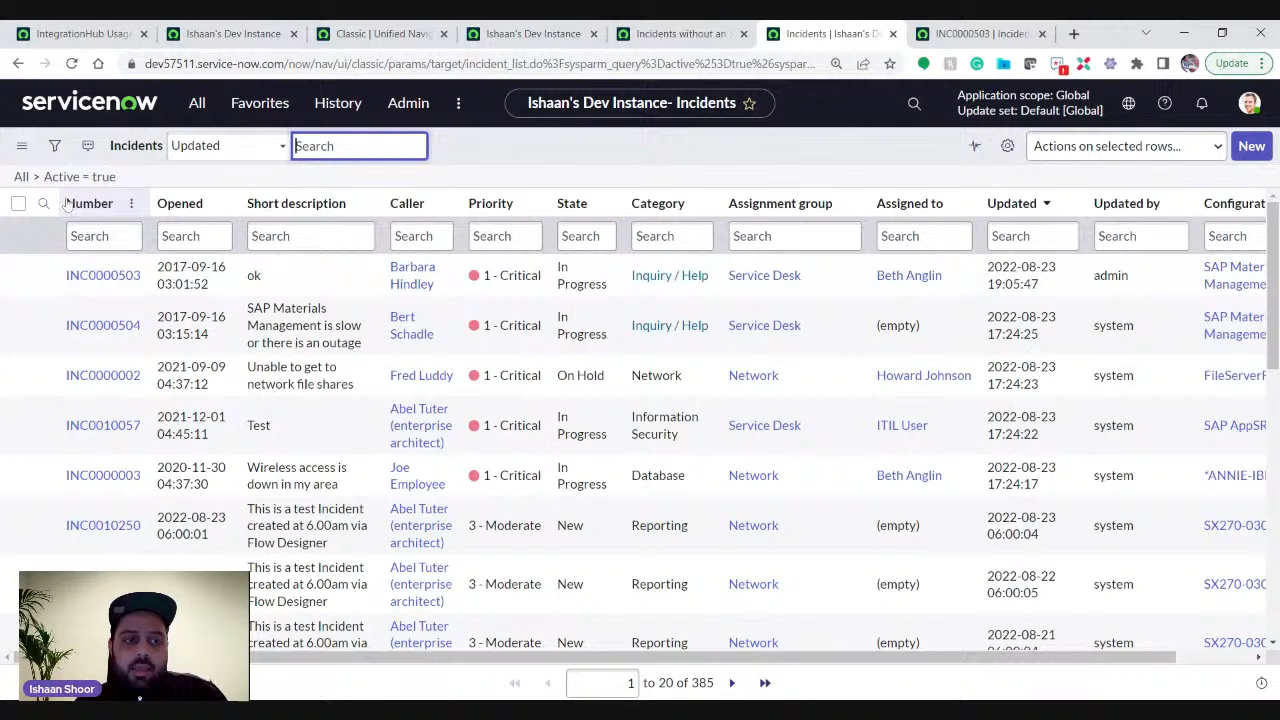 IntegrationHub Usag
Ishaan's Dev Instance
Classic | Unified Navig
Ishaan's Dev Instance
Incidents without an
Incidents | Ishaan's D
INC0000503 | Inciden
dev57511.service-now.com/now/nav/ui/classic/params/target/incident_list.do%3Fsysparm_query%3Dactive%253Dtrue%26syspar...
Update
servicenow
All
Favorites
History
Admin
Ishaan's Dev Instance- Incidents
Application scope: Global
Update set: Default [Global]
Incidents
Updated
Search
Actions on selected rows...
New
All > Active = true
Number Opened Short description Caller Priority State Category Assignment group Assigned to Updated Updated by Configurat
Search Search Search Search Search Search Search Search Search Search Search Search
INC0000503
2017-09-16
03:01:52
ok
Barbara
Hindley
1 - Critical
In
Progress
Inquiry / Help
Service Desk
Beth Anglin
2022-08-23
19:05:47
admin
SAP Mater
Manageme
INC0000504
2017-09-16
03:15:14
SAP Materials
Management is slow
or there is an outage
Bert
Schadle
1 - Critical
In
Progress
Inquiry / Help
Service Desk
(empty)
2022-08-23
17:24:25
system
SAP Mater
Manageme
INC0000002
2021-09-09
04:37:12
Unable to get to
network file shares
Fred Luddy
1 - Critical
On Hold
Network
Network
Howard Johnson
2022-08-23
17:24:23
system
FileServerF
INC0010057
2021-12-01
04:45:11
Test
Abel Tuter
(enterprise
architect)
1 - Critical
In
Progress
Information
Security
Service Desk
ITIL User
2022-08-23
17:24:22
system
SAP AppSR
INC0000003
2020-11-30
04:37:30
Wireless access is
down in my area
Joe
Employee
1 - Critical
In
Progress
Database
Network
Beth Anglin
2022-08-23
17:24:17
system
*ANNIE-IB
INC0010250
2022-08-23
06:00:01
This is a test Incident
created at 6.00am via
Flow Designer
Abel Tuter
(enterprise
architect)
3 - Moderate
New
Reporting
Network
(empty)
2022-08-23
06:00:04
system
SX270-030
This is a test Incident
created at 6.00am via
Flow Designer
Abel Tuter
(enterprise
architect)
3 - Moderate
New
Reporting
Network
(empty)
2022-08-22
06:00:05
system
SX270-030
This is a test Incident
created at 6.00am via
Abel Tuter
(enterprise
3 - Moderate
New
Reporting
Network
(empty)
2022-08-21
system
SX270-030
Ishaan Shoor
1 to 20 of 385